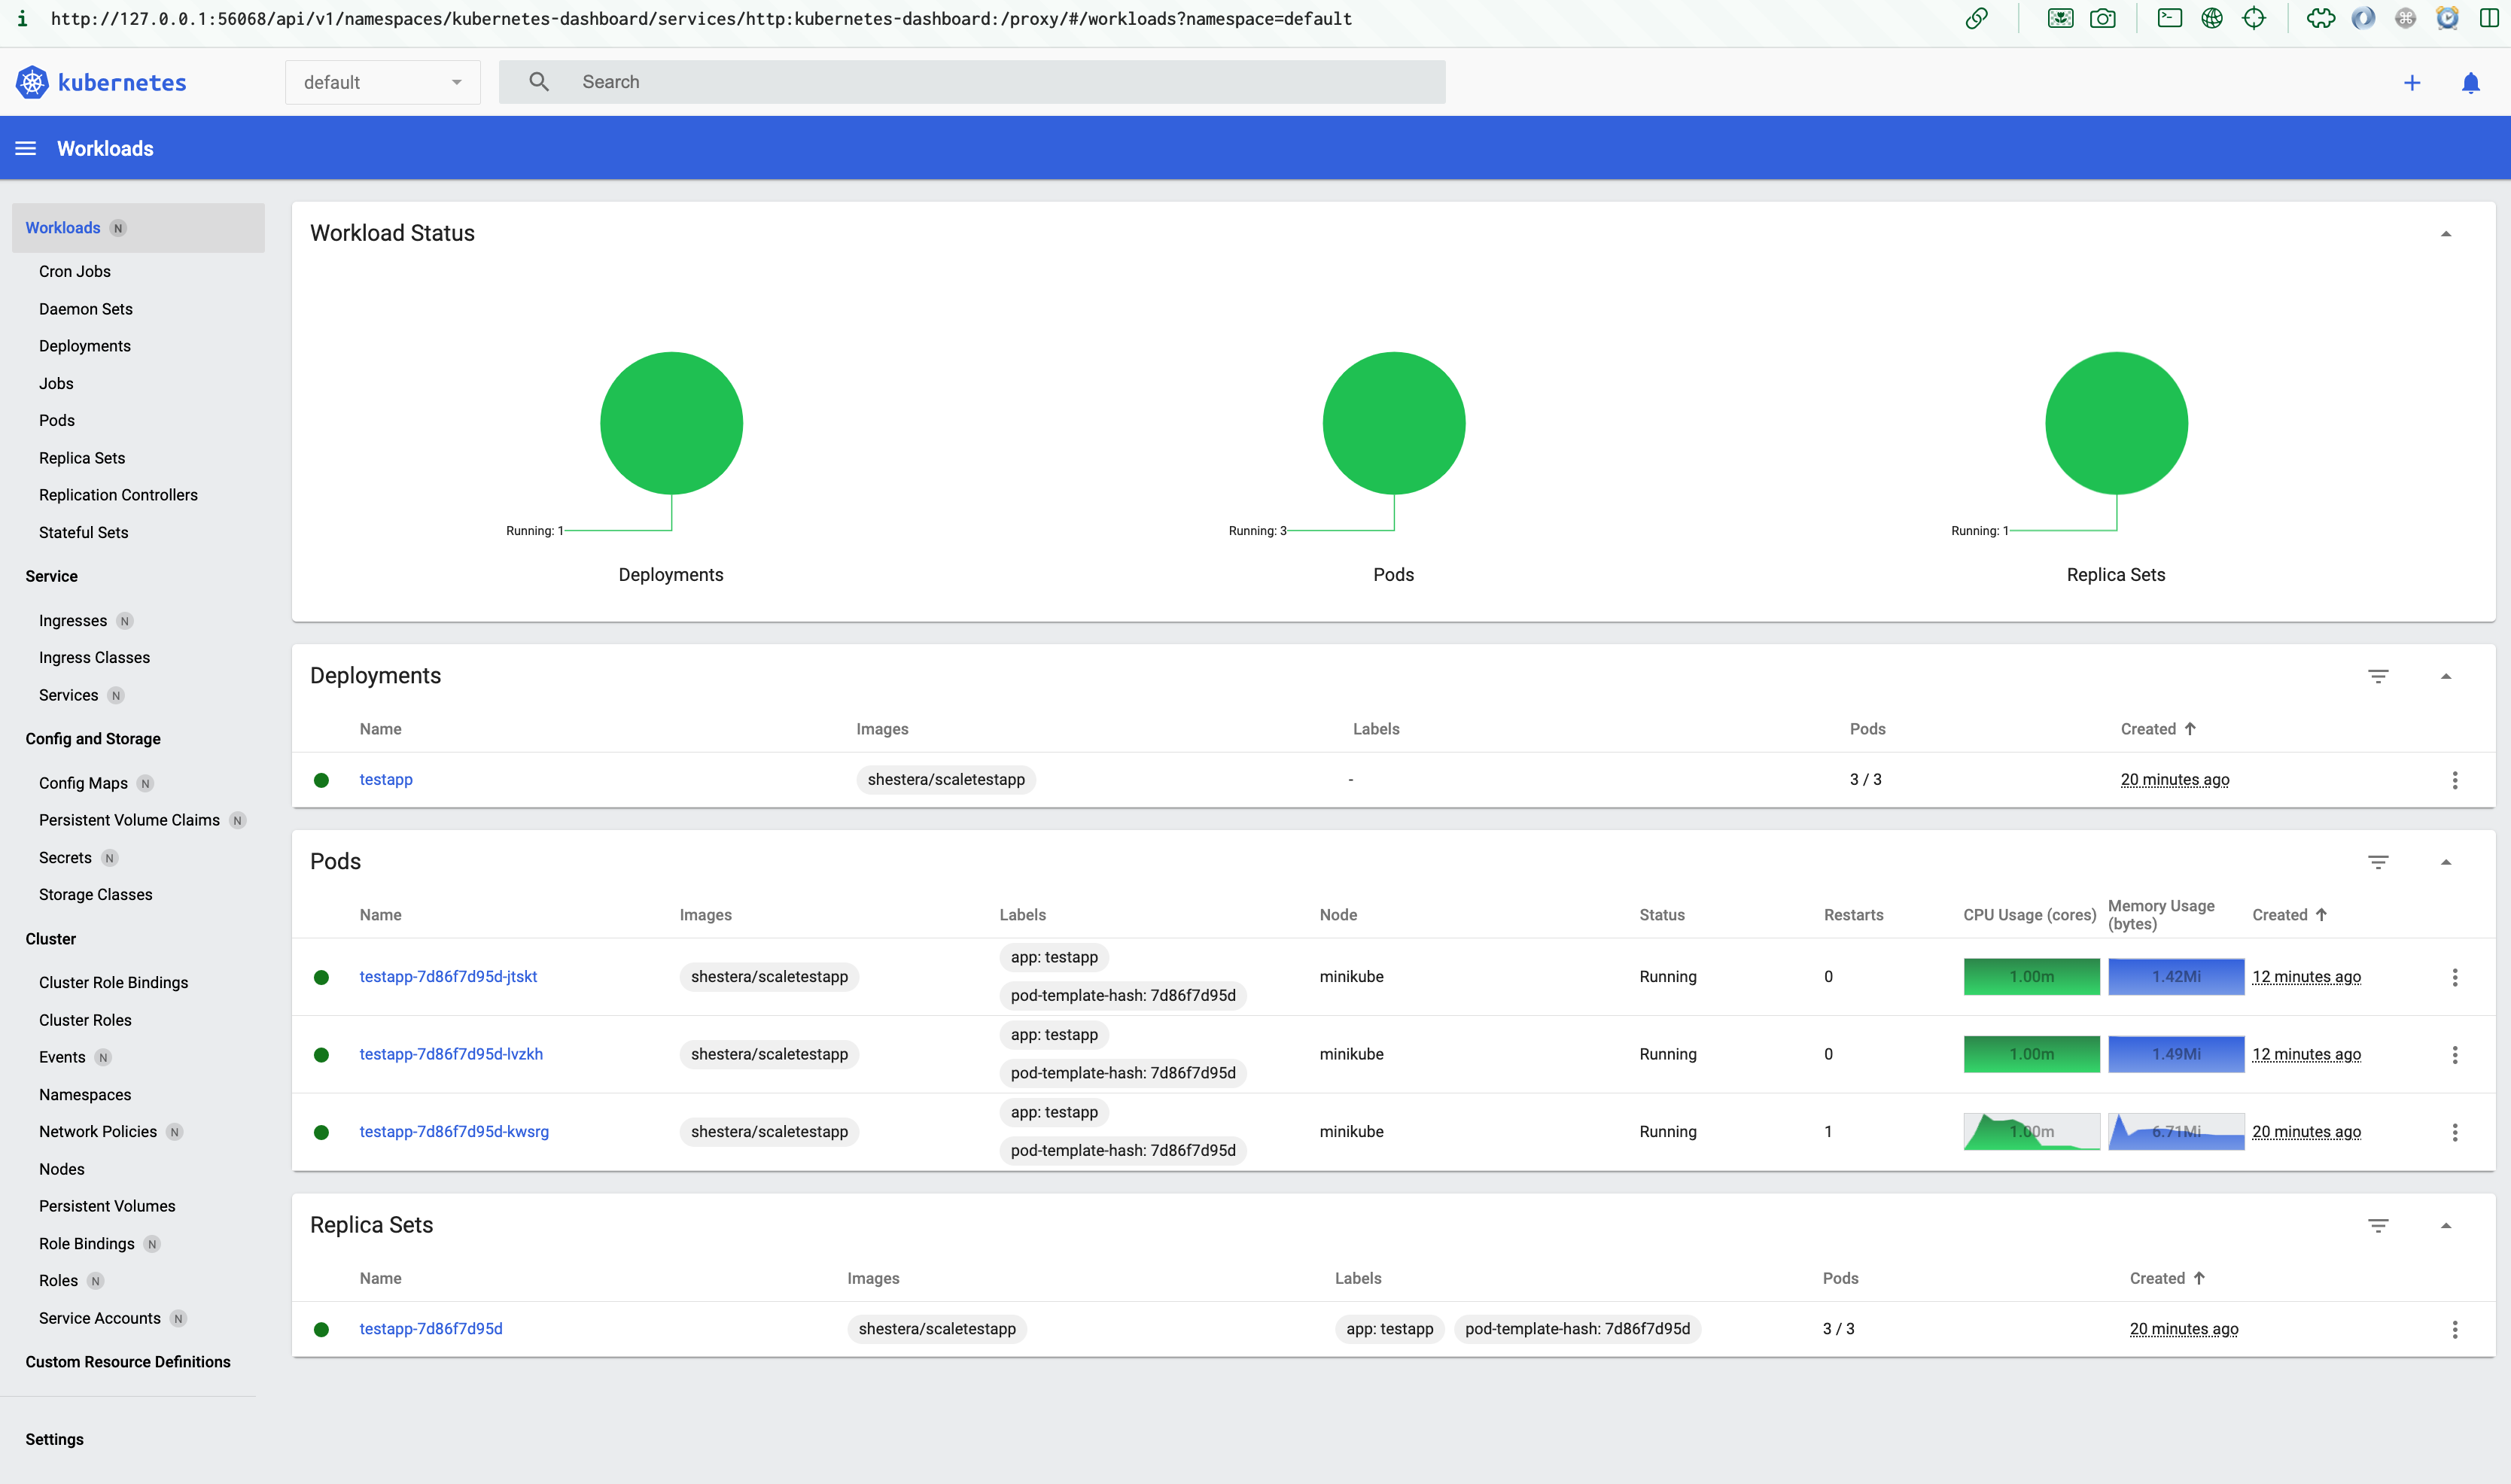 http://127.0.0.1:56068/api/v1/namespaces/kubernetes-dashboard/services/http:kubernetes-dashboard:/proxy/#/workloads?namespace=default
kubernetes
default
Search
Workloads
Workloads N
Cron Jobs
Daemon Sets
Deployments
Jobs
Pods
Replica Sets
Replication Controllers
Stateful Sets
Service
Ingresses N
Ingress Classes
Services N
Config and Storage
Config Maps N
Persistent Volume Claims N
Secrets N
Storage Classes
Cluster
Cluster Role Bindings
Cluster Roles
Events N
Namespaces
Network Policies N
Nodes
Persistent Volumes
Role Bindings N
Roles N
Service Accounts N
Custom Resource Definitions
Settings
Workload Status
Running: 1
Deployments
Running: 3
Pods
Running: 1
Replica Sets
Deployments
Name Images Labels Pods Created
testapp shestera/scaletestapp - 3 / 3 20 minutes ago
Pods
Name Images Labels Node Status Restarts CPU Usage (cores) Memory Usage (bytes) Created
testapp-7d86f7d95d-jtskt shestera/scaletestapp app: testapp pod-template-hash: 7d86f7d95d minikube Running 0 1.00m 1.42Mi 12 minutes ago
testapp-7d86f7d95d-lvzkh shestera/scaletestapp app: testapp pod-template-hash: 7d86f7d95d minikube Running 0 1.00m 1.49Mi 12 minutes ago
testapp-7d86f7d95d-kwsrg shestera/scaletestapp app: testapp pod-template-hash: 7d86f7d95d minikube Running 1 1.00m 6.71Mi 20 minutes ago
Replica Sets
Name Images Labels Pods Created
testapp-7d86f7d95d shestera/scaletestapp app: testapp pod-template-hash: 7d86f7d95d 3 / 3 20 minutes ago